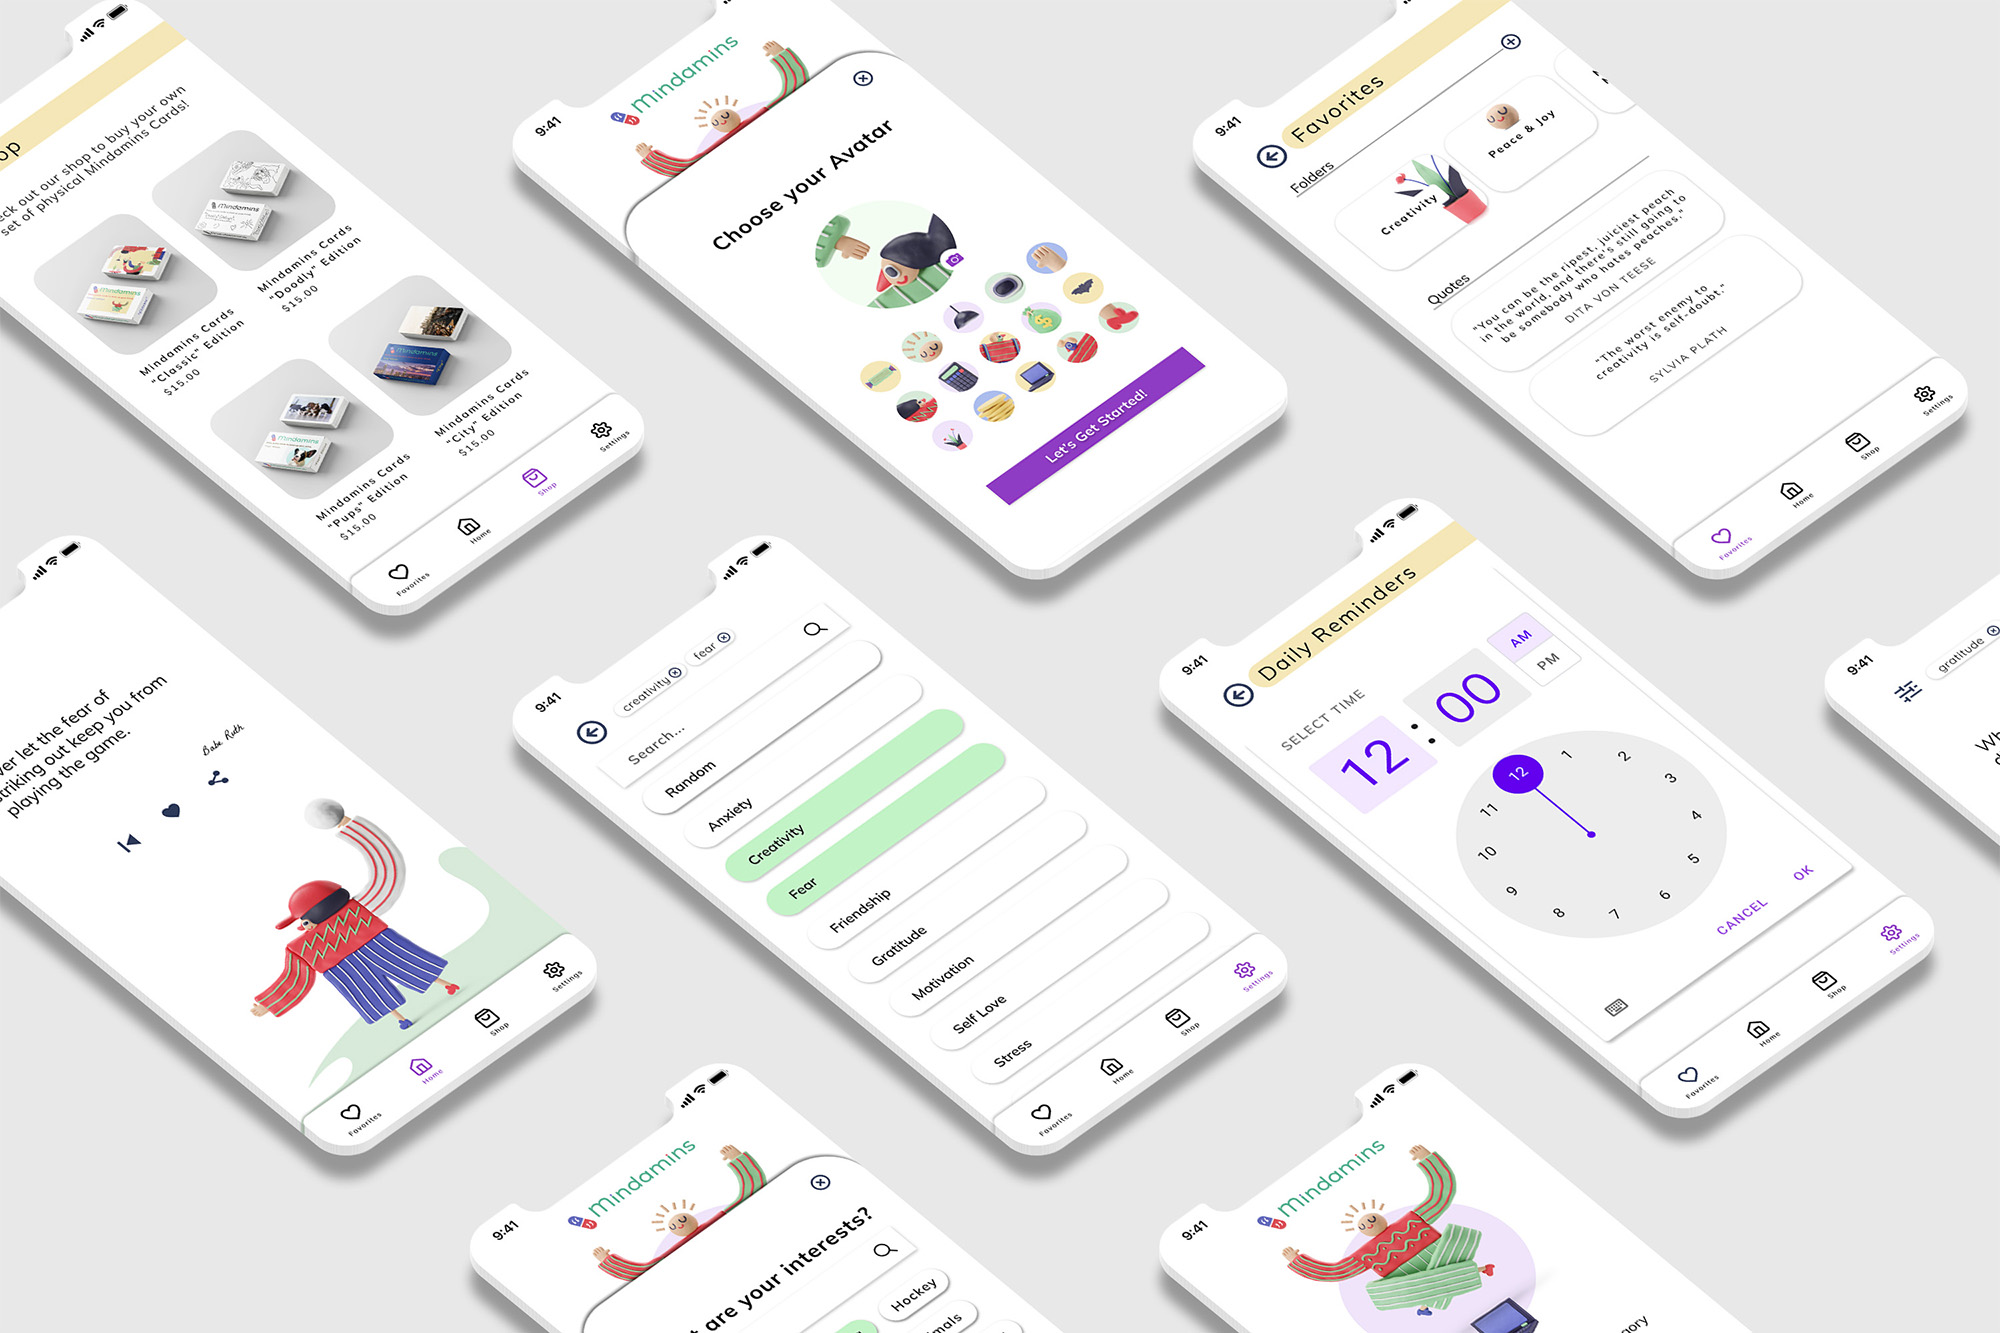 op
eck out our shop to buy your own
set of physical Mindamins Cards!
Mindamins
Mindamins Cards
"Doodly" Edition
$15.00
Mindamins
Mindamins Cards
"Classic" Edition
$15.00
Mindamins
Mindamins Cards
"City" Edition
$15.00
Mindamins
Mindamins Cards
"Pups" Edition
$15.00
Favorites
Home
Shop
Settings
9:41
Mindamins
Choose your Avatar
Let's Get Started!
9:41
Favorites
Folders
Creativity
Peace & Joy
Quotes
"You can be the ripest, juiciest peach
in the world, and there's still going to
be somebody who hates peaches."
DITA VON TEESE
"The worst enemy to
creativity is self-doubt."
SYLVIA PLATH
Favorites
Home
Shop
Settings
ver let the fear of
striking out keep you from
playing the game.
Babe Ruth
Favorites
Home
Shop
Settings
9:41
creativity
fear
Search...
Random
Anxiety
Creativity
Fear
Friendship
Gratitude
Motivation
Self Love
Stress
Favorites
Home
Shop
Settings
9:41
Daily Reminders
SELECT TIME
12:00
AM
PM
12
1
2
3
4
5
6
7
8
9
10
11
CANCEL
OK
Favorites
Home
Shop
Settings
9:41
gratitude
Wh
9:41
Mindamins
t are your interests?
Hockey
mals
9:41
Mindamins
ory